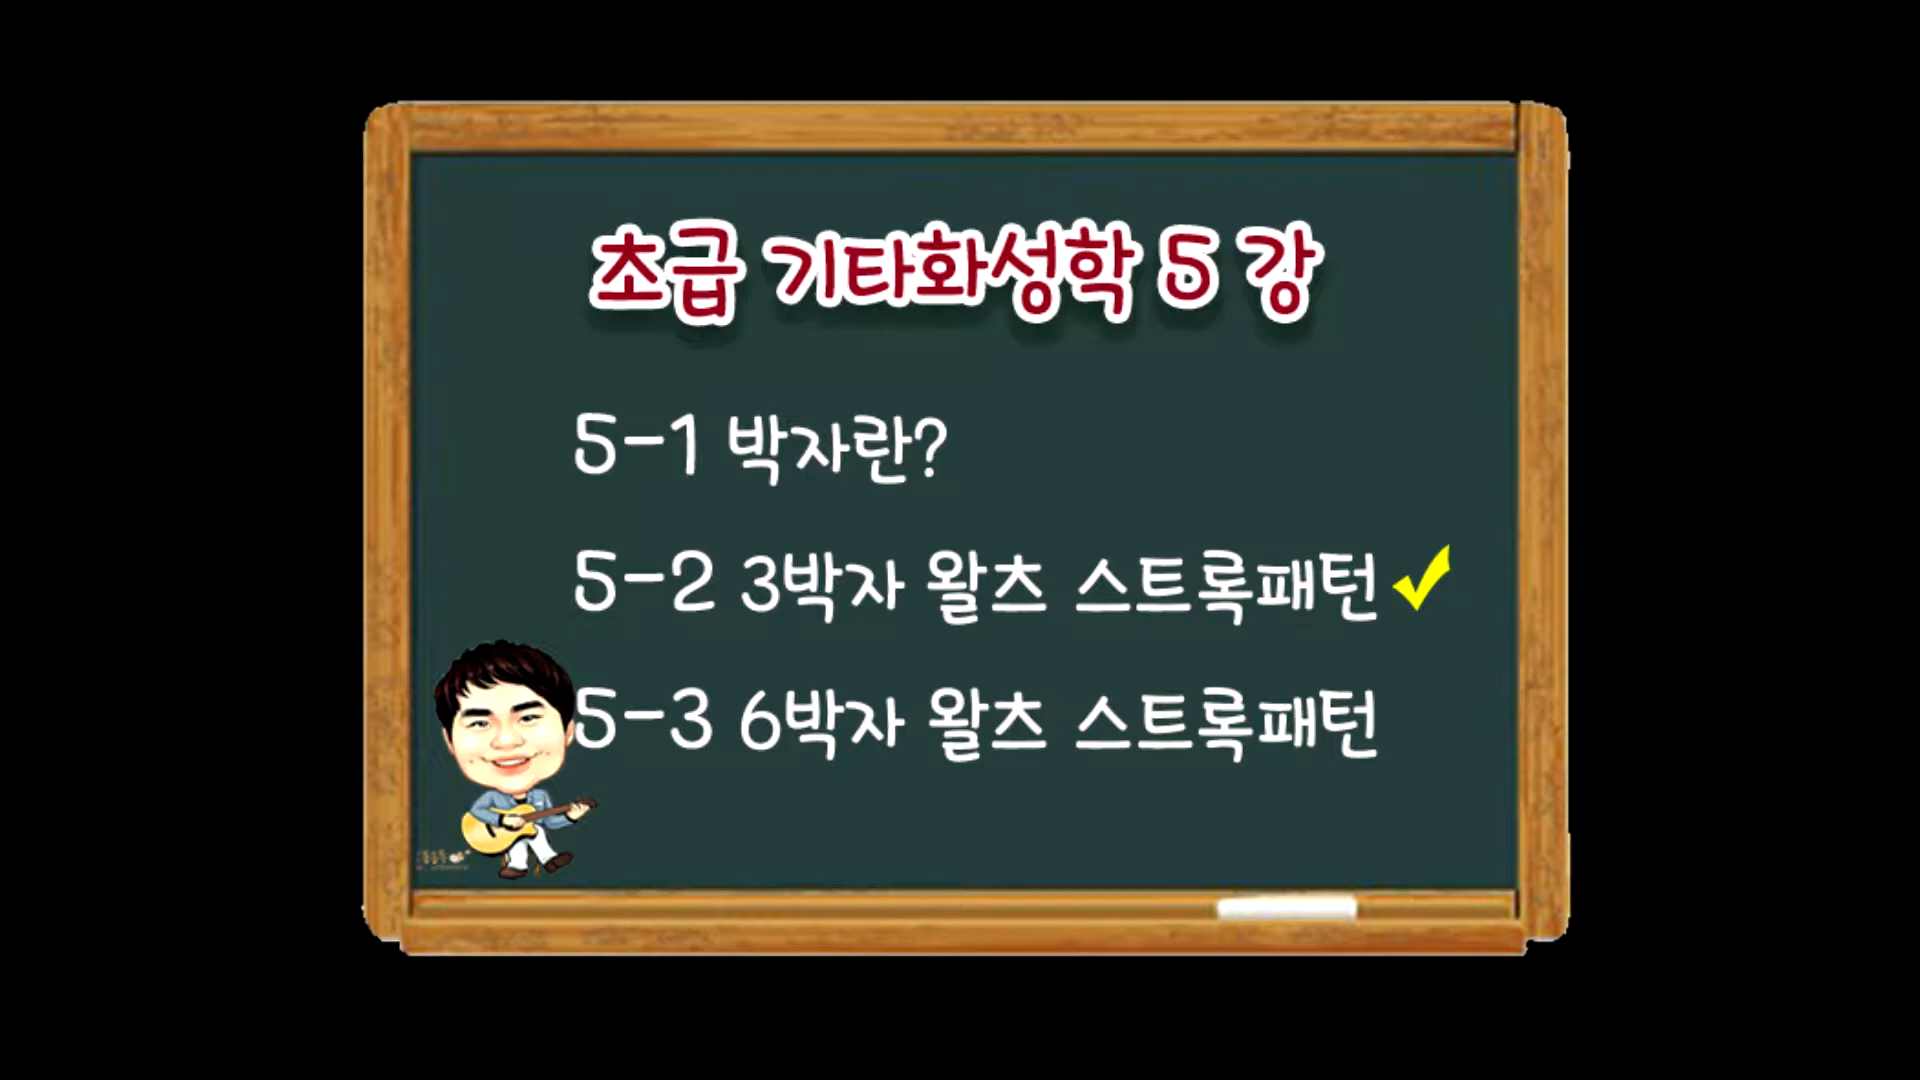 초급 기타화성학 5 강
5-1 박자란?
5-2 3박자 왈츠 스트록패턴
5-3 6박자 왈츠 스트록패턴